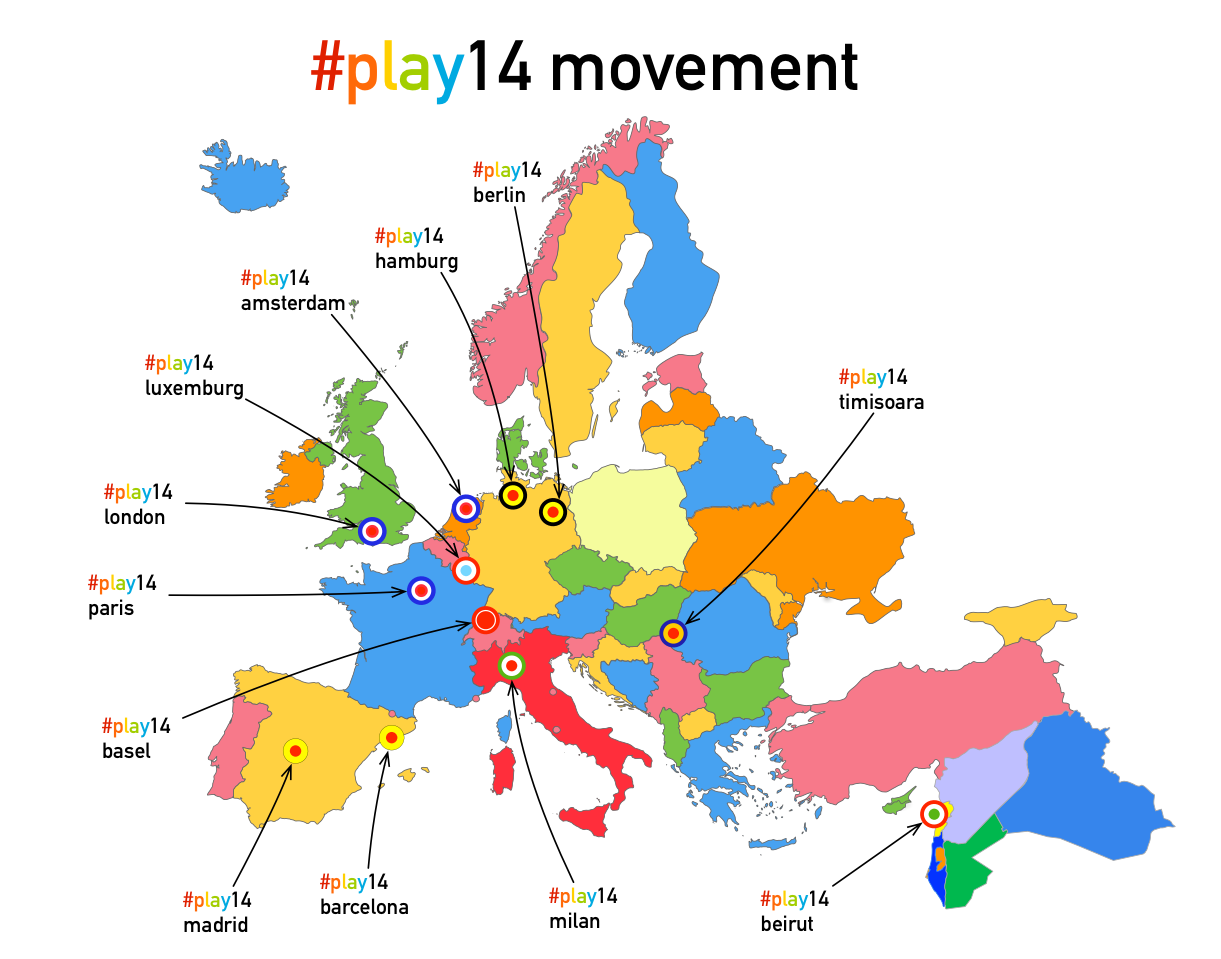 #play14 movement
#play14
berlin
#play14
hamburg
#play14
amsterdam
#play14
luxemburg
#play14
timisoara
#play14
london
#play14
paris
#play14
basel
#play14
madrid
#play14
barcelona
#play14
milan
#play14
beirut